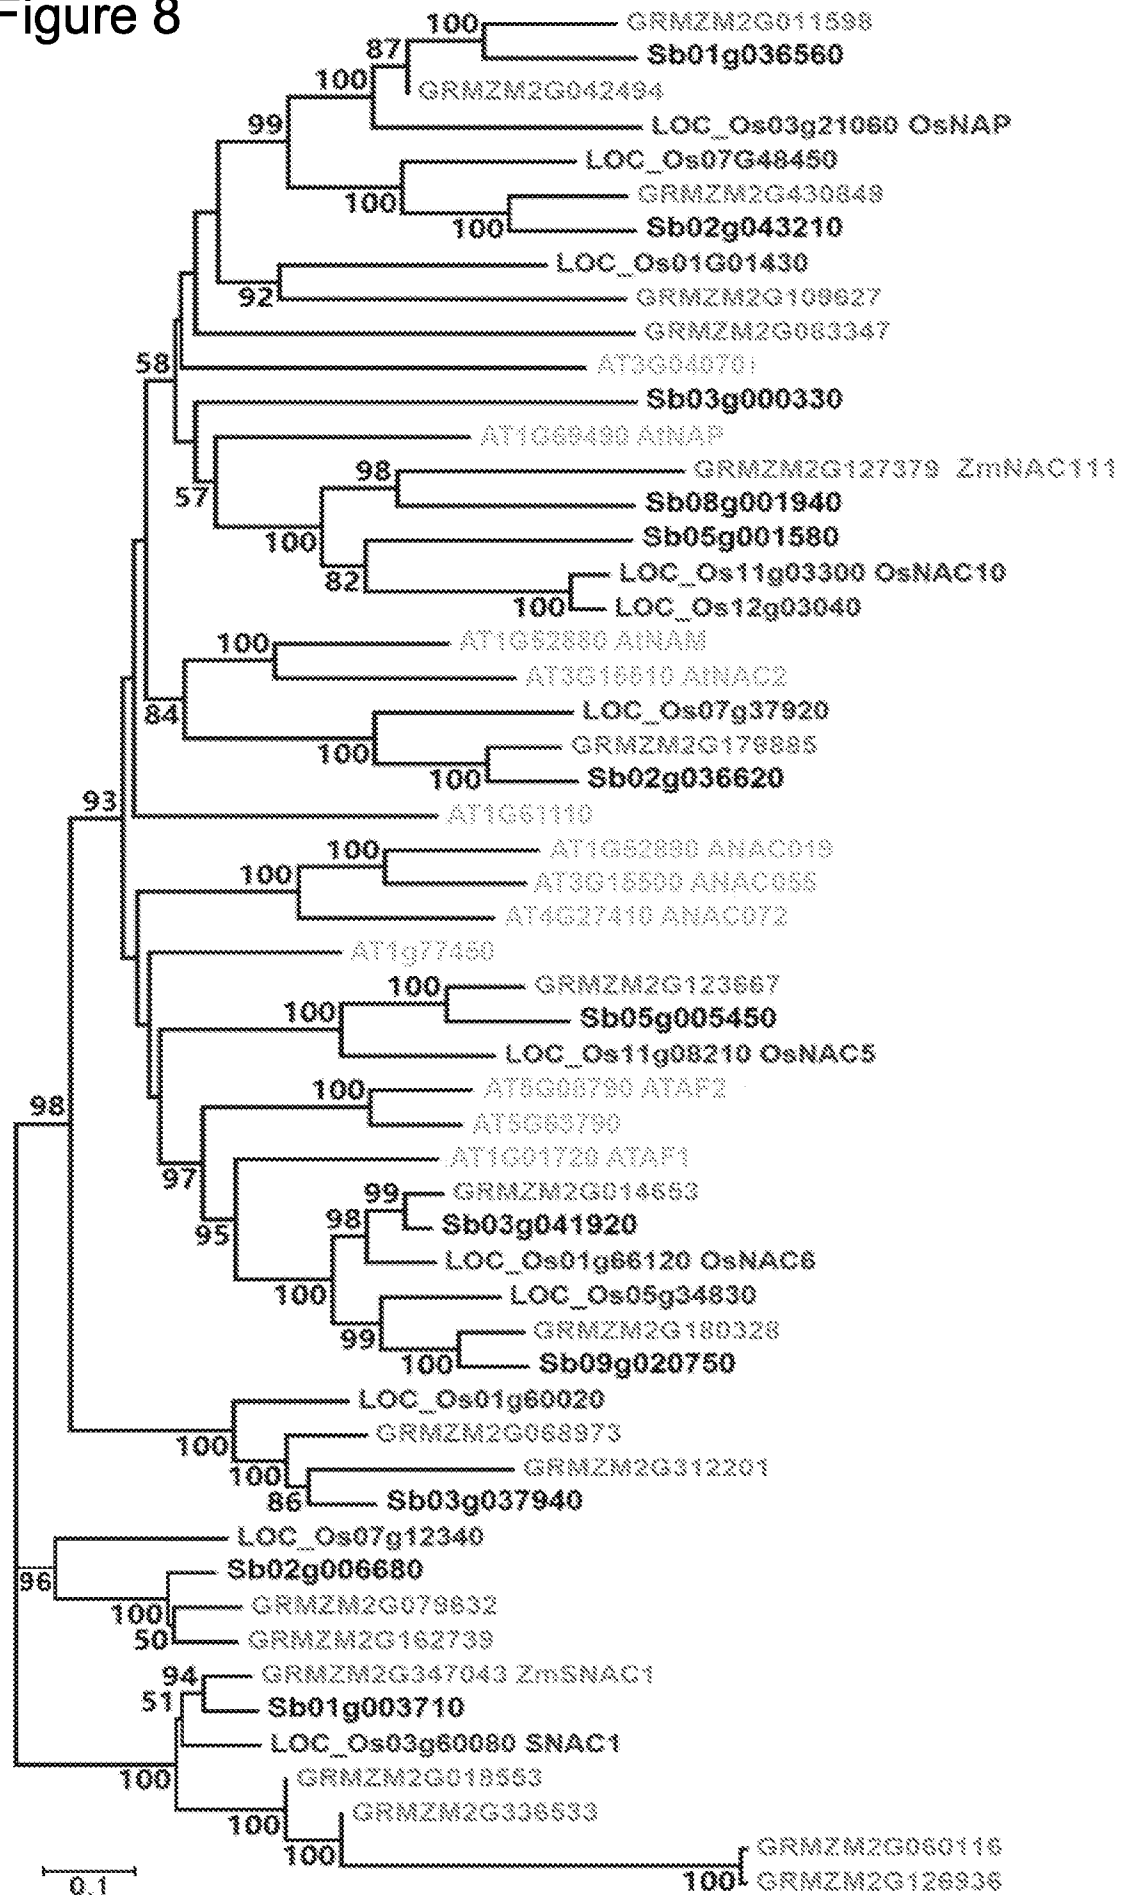 Figure 8
100 GRMZM2G011598
87 Sb01g036560
100 GRMZM2G042494
99 LOC_Os03g21060 OsNAP
LOC_Os07G48450
100 GRMZM2G430849
100 Sb02g043210
LOC_Os01G01430
92 GRMZM2G109627
GRMZM2G063347
58 AT3G04070
Sb03g000330
AT1G69490 AtNAP
98 GRMZM2G127379 ZmNAC111
57 Sb08g001940
100 Sb05g001580
82 LOC_Os11g03300 OsNAC10
100 LOC_Os12g03040
100 AT1G52880 AtNAM
AT3G15510 AtNAC2
84 LOC_Os07g37920
100 GRMZM2G179885
100 Sb02g036620
93 AT1G61110
100 AT1G52890 ANAC019
100 AT3G15500 ANAC055
AT4G27410 ANAC072
AT1g77450
100 GRMZM2G123667
100 Sb05g005450
LOC_Os11g08210 OsNAC5
98 100 AT5G08790 ATAF2
AT5G63790
97 AT1G01720 ATAF1
99 GRMZM2G014653
95 98 Sb03g041920
LOC_Os01g66120 OsNAC6
100 LOC_Os05g34830
99 GRMZM2G180328
100 Sb09g020750
LOC_Os01g60020
100 GRMZM2G068973
100 GRMZM2G312201
86 Sb03g037940
LOC_Os07g12340
96 Sb02g006680
100 GRMZM2G079632
50 GRMZM2G162739
94 GRMZM2G347043 ZmSNAC1
51 Sb01g003710
LOC_Os03g60080 SNAC1
100 GRMZM2G018553
100 GRMZM2G336533
100 GRMZM2G060116
100 GRMZM2G126936
0.1